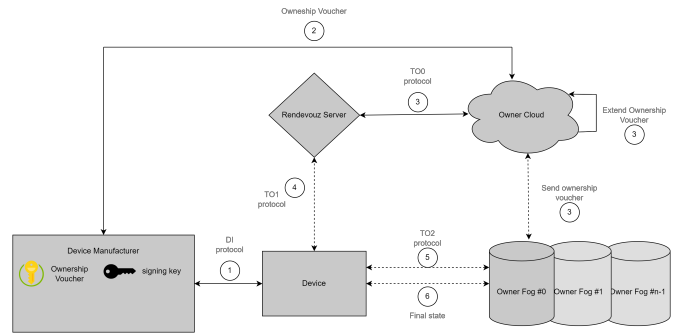 Owneship Voucher
2
TO0
protocol
3
Rendevouz Server
Owner Cloud
Extend Ownership
Voucher
3
TO1
protocol
4
Send ownership
voucher
3
Device Manufacturer
Ownership
Voucher
signing key
DI
protocol
1
Device
TO2
protocol
5
6
Final state
Owner Fog #0
Owner Fog #1
Owner Fog #n-1